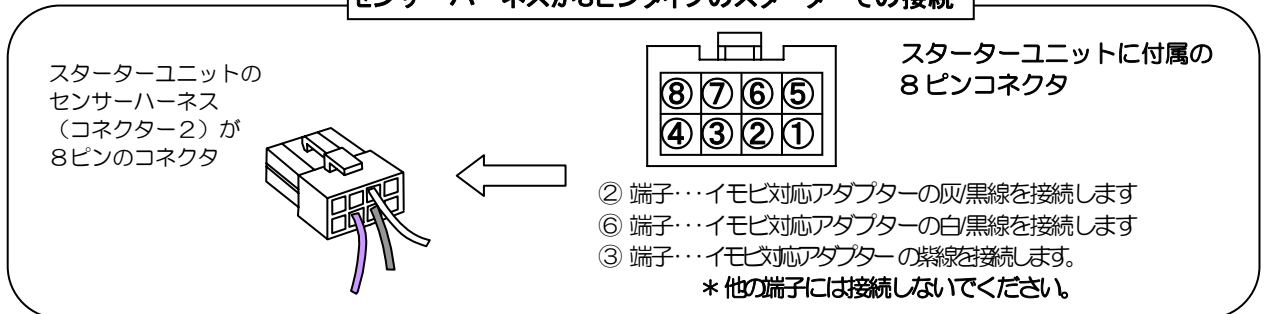 センサーハーネスが8ピンタイプのスターターでの接続
スターターユニットの
センサーハーネス
（コネクター２）が
８ピンのコネクタ
⑧⑦⑥⑤
④③②①
スターターユニットに付属の
８ピンコネクタ
② 端子･･･イモビ対応アダプターの灰/黒線を接続します
⑥ 端子･･･イモビ対応アダプターの白/黒線を接続します
③ 端子･･･イモビ対応アダプターの紫線を接続します。
＊他の端子には接続しないでください。